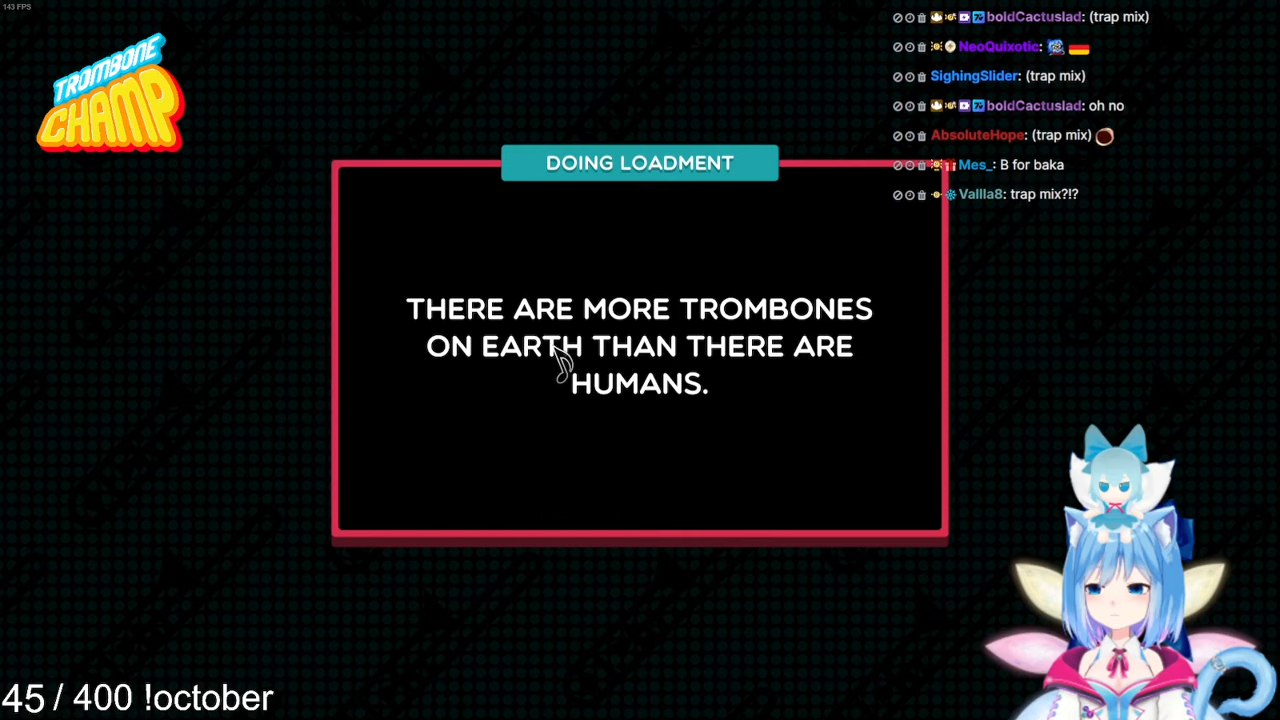 143 FPS
TROMBONE
CHAMP
boldCactuslad: (trap mix)
NeoQuixotic:
SighingSlider: (trap mix)
boldCactuslad: oh no
AbsoluteHope: (trap mix)
Mes_: B for baka
Vallla8: trap mix?!?
DOING LOADMENT
THERE ARE MORE TROMBONES
ON EARTH THAN THERE ARE
HUMANS.
45 / 400 !october